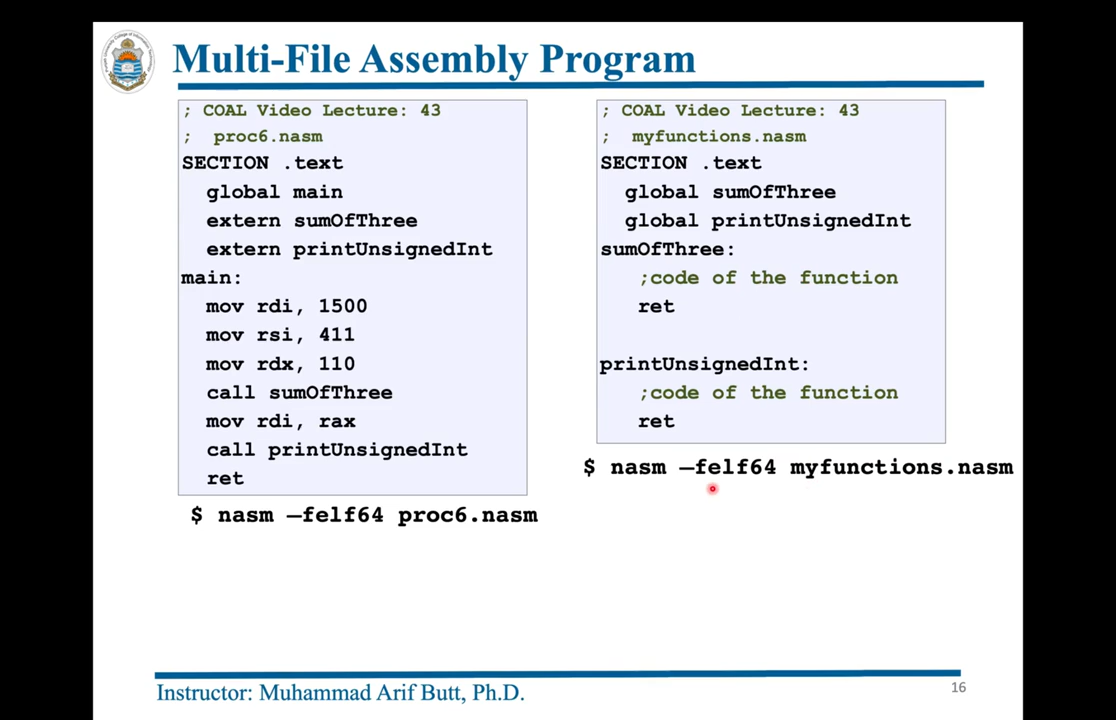 Multi-File Assembly Program
; COAL Video Lecture: 43
;  proc6.nasm
SECTION .text
global main
extern sumOfThree
extern printUnsignedInt
main:
mov rdi, 1500
mov rsi, 411
mov rdx, 110
call sumOfThree
mov rdi, rax
call printUnsignedInt
ret
$ nasm –felf64 proc6.nasm
; COAL Video Lecture: 43
;  myfunctions.nasm
SECTION .text
global sumOfThree
global printUnsignedInt
sumOfThree:
;code of the function
ret
printUnsignedInt:
;code of the function
ret
$ nasm –felf64 myfunctions.nasm
Instructor: Muhammad Arif Butt, Ph.D.
16